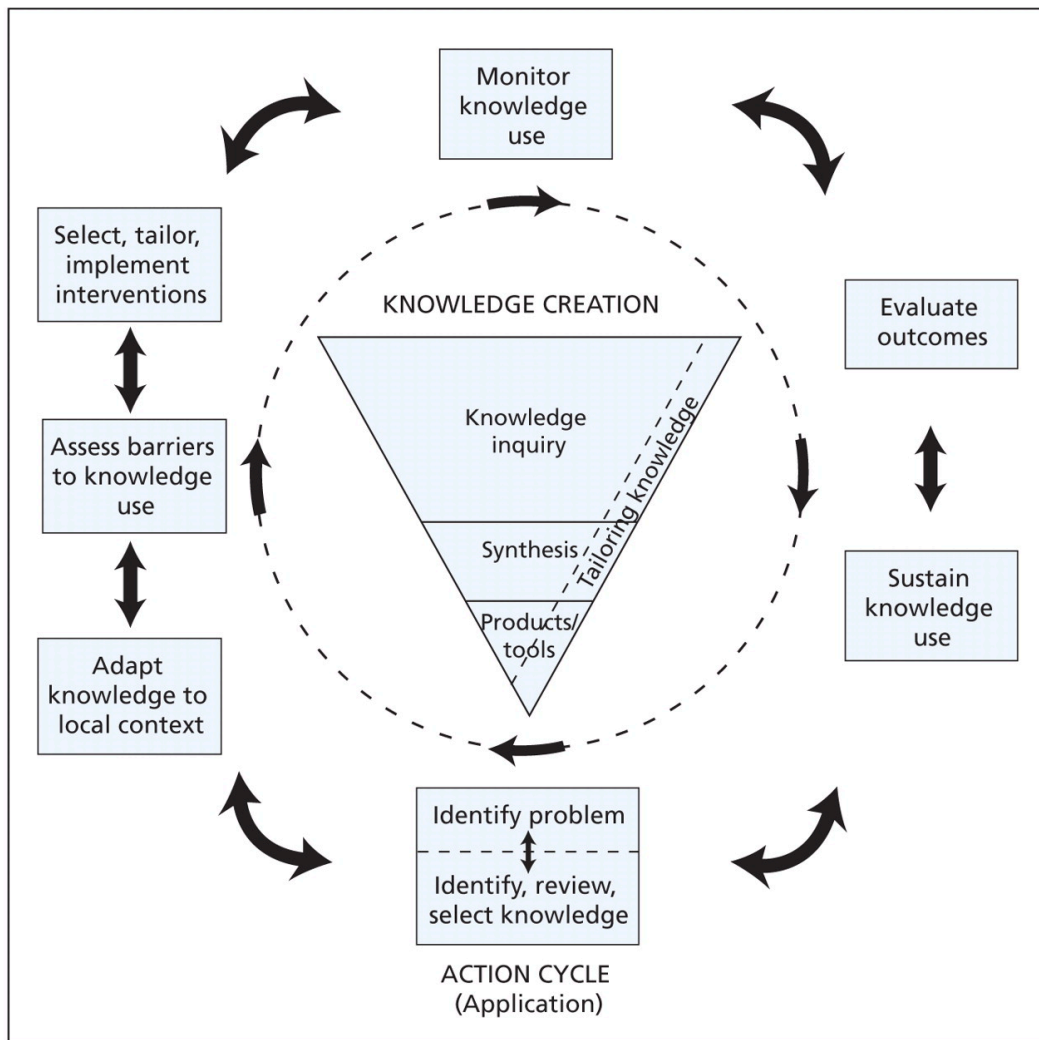 Monitor
knowledge
use
Select, tailor,
implement
interventions
KNOWLEDGE CREATION
Evaluate
outcomes
Knowledge
inquiry
Tailoring knowledge
Assess barriers
to knowledge
use
Synthesis
Products/
tools
Sustain
knowledge
use
Adapt
knowledge to
local context
Identify problem
Identify, review,
select knowledge
ACTION CYCLE
(Application)